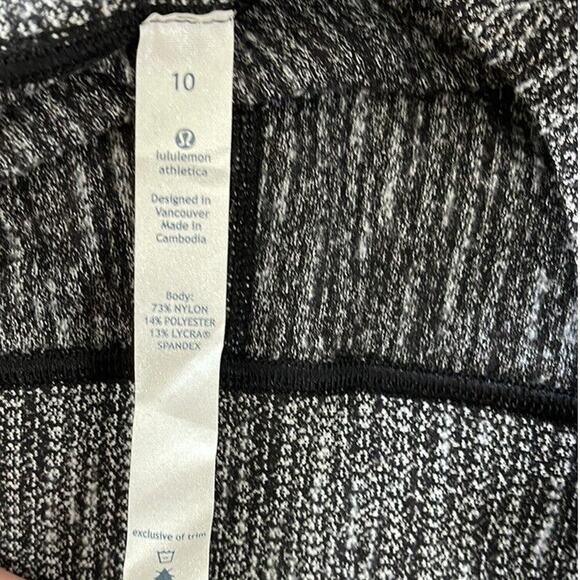 10
lululemon
athletica
Designed in
Vancouver
Made in
Cambodia
Body:
73% NYLON
14% POLYESTER
13% LYCRA®
SPANDEX
exclusive of trim